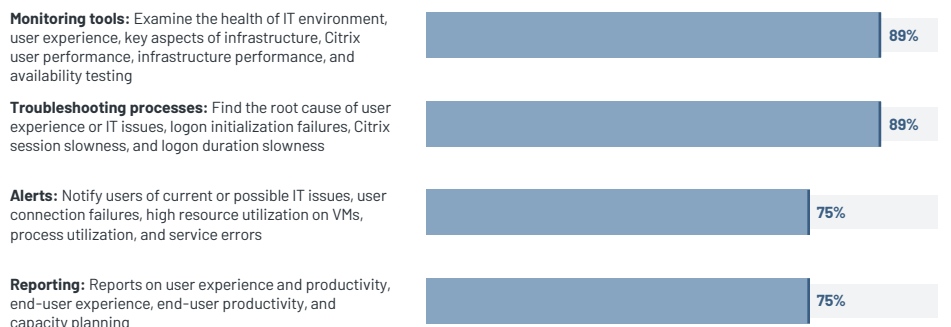 Monitoring tools: Examine the health of IT environment,
user experience, key aspects of infrastructure, Citrix
user performance, infrastructure performance, and
availability testing
89%
Troubleshooting processes: Find the root cause of user
experience or IT issues, logon initialization failures, Citrix
session slowness, and logon duration slowness
89%
Alerts: Notify users of current or possible IT issues, user
connection failures, high resource utilization on VMs,
process utilization, and service errors
75%
Reporting: Reports on user experience and productivity,
end-user experience, end-user productivity, and
capacity planning
75%